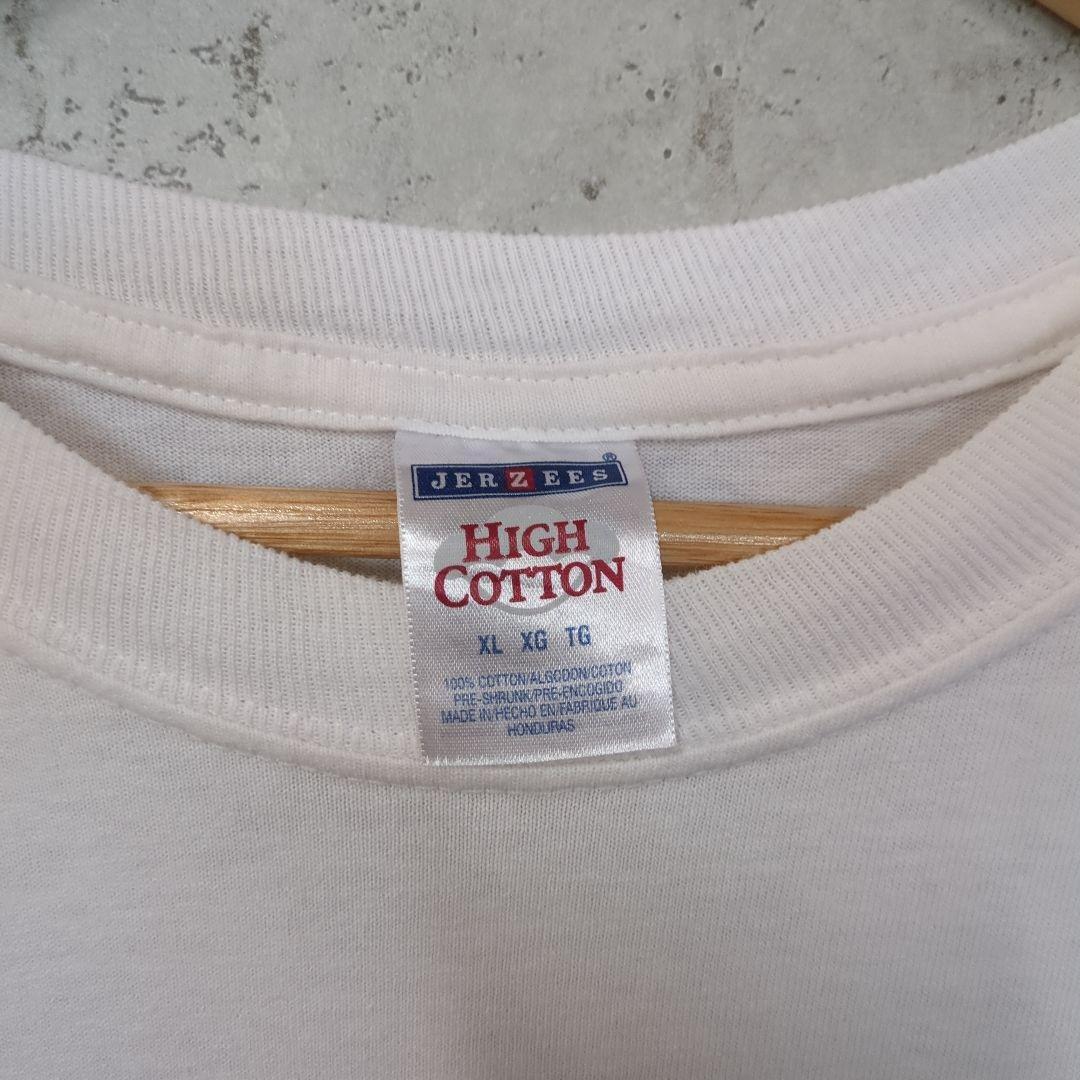 JERZEES®
HIGH
COTTON
XL XG TG
100% COTTON/ALGODON/COTON
PRE-SHRUNK/PRE-ENCOGIDO
MADE IN/HECHO EN/FABRIQUE AU
HONDURAS